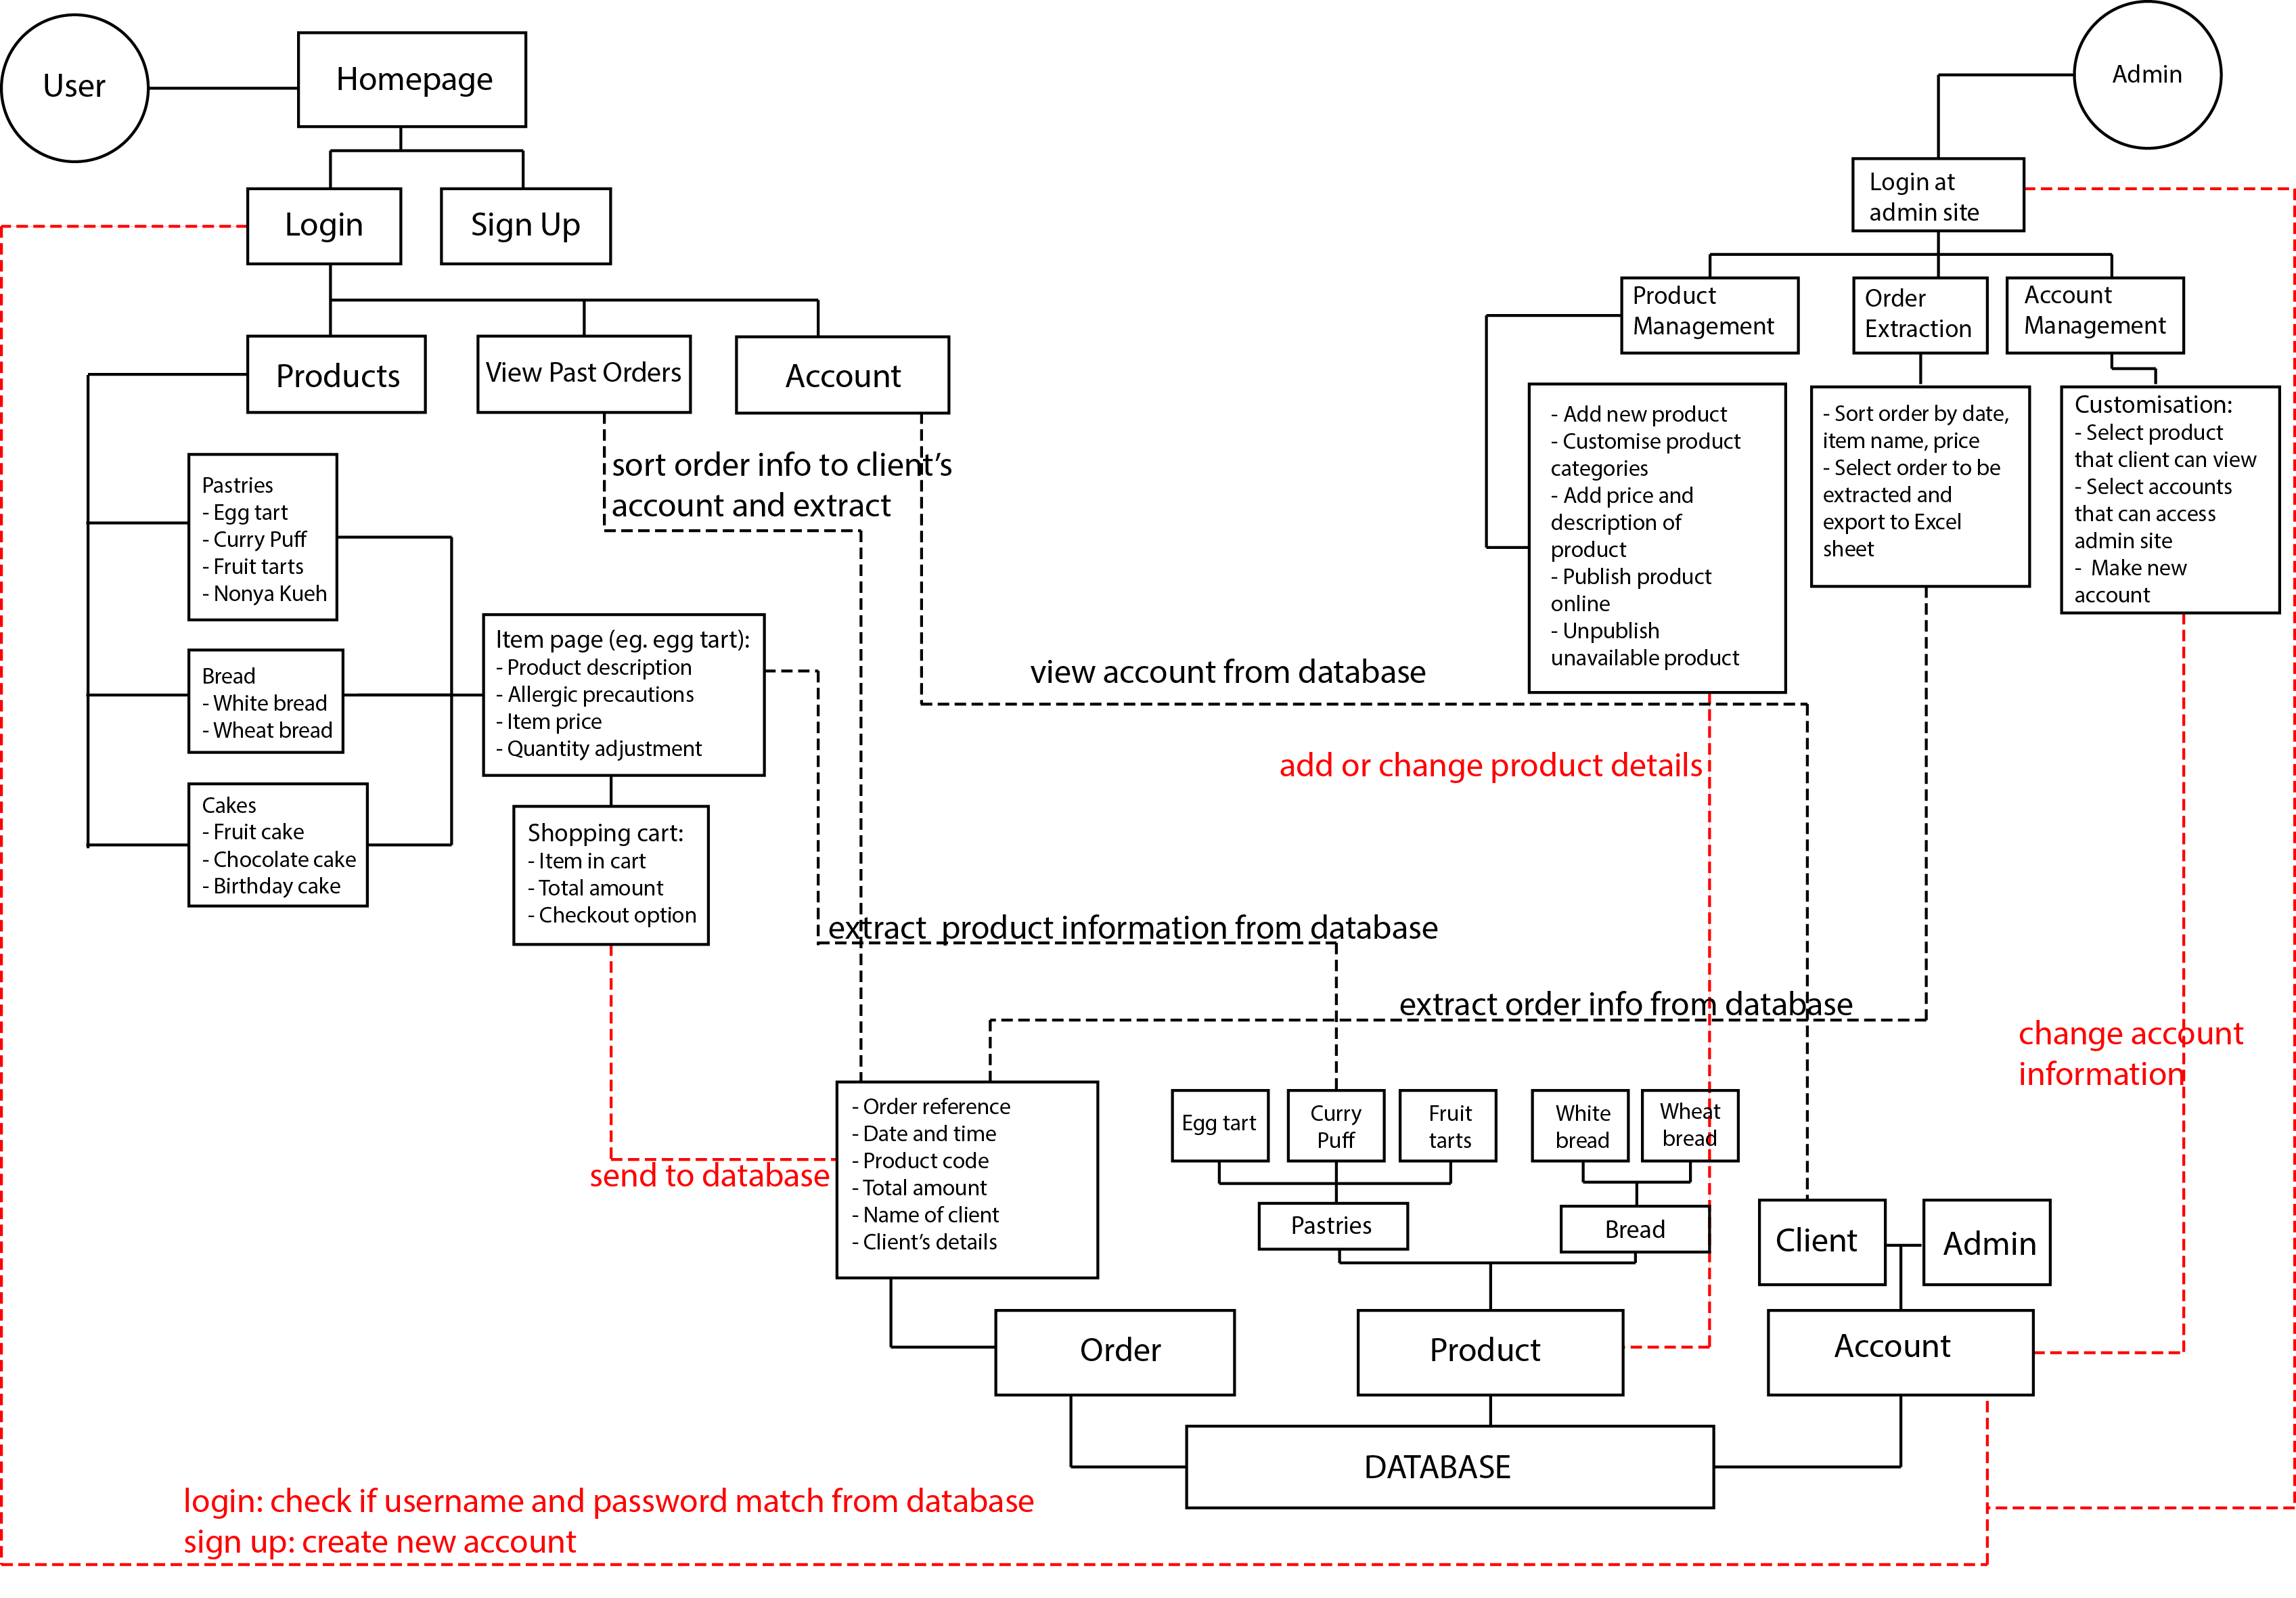 User
Homepage
Login
Sign Up
Products
View Past Orders
Account
sort order info to client’s
account and extract
Pastries
- Egg tart
- Curry Puff
- Fruit tarts
- Nonya Kueh
Bread
- White bread
- Wheat bread
Cakes
- Fruit cake
- Chocolate cake
- Birthday cake
Item page (eg. egg tart):
- Product description
- Allergic precautions
- Item price
- Quantity adjustment
Shopping cart:
- Item in cart
- Total amount
- Checkout option
Admin
Login at
admin site
Product
Management
Order
Extraction
Account
Management
- Add new product
- Customise product
categories
- Add price and
description of
product
- Publish product
online
- Unpublish
unavailable product
- Sort order by date,
item name, price
- Select order to be
extracted and
export to Excel
sheet
Customisation:
- Select product
that client can view
- Select accounts
that can access
admin site
- Make new
account
view account from database
add or change product details
extract product information from database
extract order info from database
change account
information
send to database
- Order reference
- Date and time
- Product code
- Total amount
- Name of client
- Client’s details
Egg tart
Curry
Puff
Fruit
tarts
White
bread
Wheat
bread
Pastries
Bread
Client
Admin
Order
Product
Account
DATABASE
login: check if username and password match from database
sign up: create new account